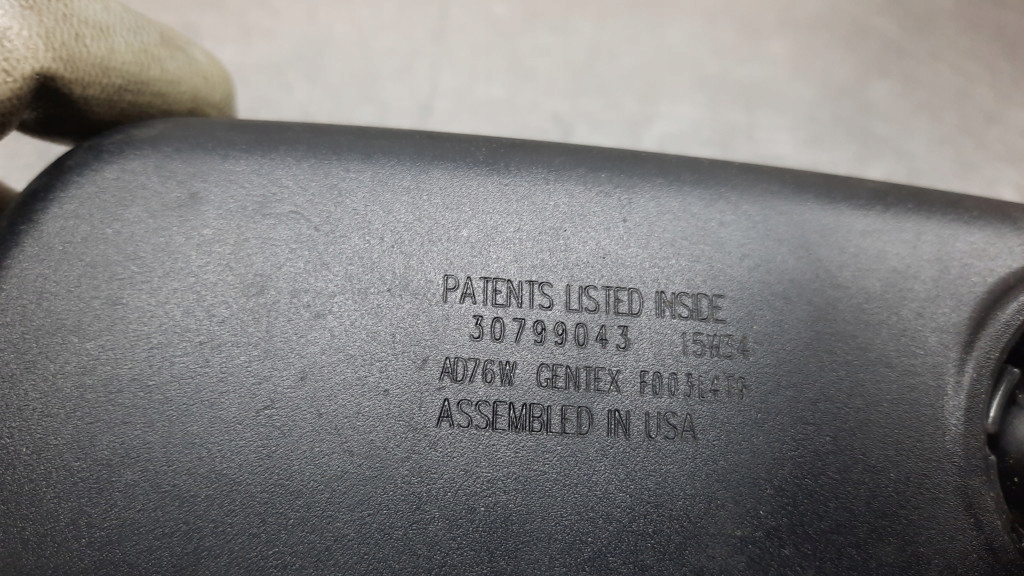 PATENTS LISTED INSIDE
30799043
AD76W GENTEX
ASSEMBLED IN USA